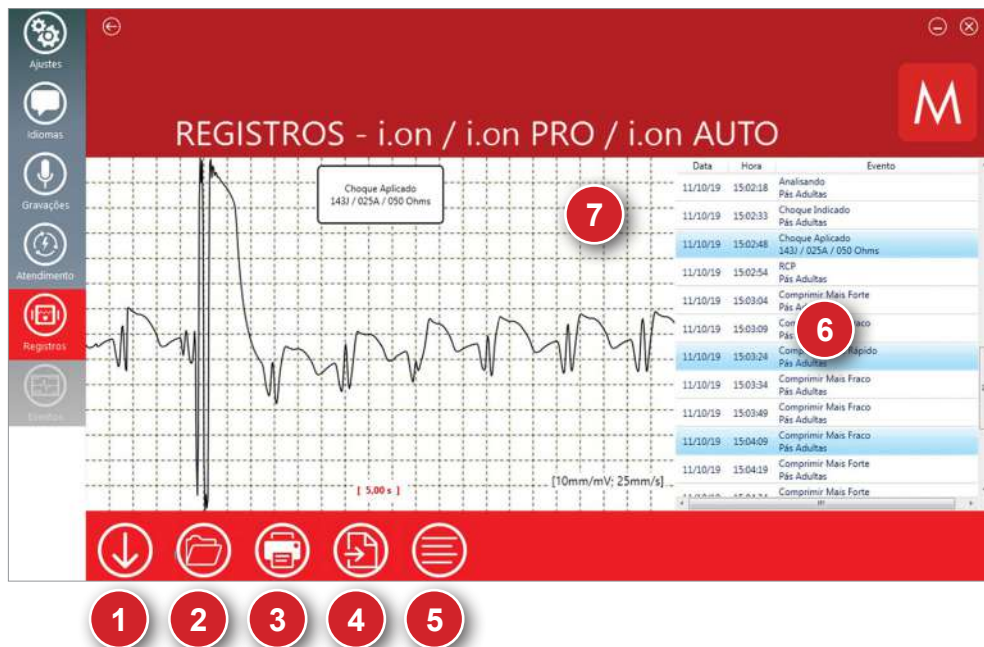 Ajustes
Idiomas
Gravações
Atendimento
Registros
Eventos
M
REGISTROS - i.on / i.on PRO / i.on AUTO
Choque Aplicado
143J / 025A / 050 Ohms
7
[ 5,00 s ]
[10mm/mV; 25mm/s]
Data Hora Evento
11/10/19 15:02:18 Analisando
Pás Adultas
11/10/19 15:02:33 Choque Indicado
Pás Adultas
11/10/19 15:02:48 Choque Aplicado
143J / 025A / 050 Ohms
11/10/19 15:02:54 RCP
Pás Adultas
11/10/19 15:03:04 Comprimir Mais Forte
Pás
11/10/19 15:03:09
Pás
6
11/10/19 15:03:24 Rápido
Pás Adultas
11/10/19 15:03:34 Comprimir Mais Fraco
Pás Adultas
11/10/19 15:03:49 Comprimir Mais Fraco
Pás Adultas
11/10/19 15:04:09 Comprimir Mais Fraco
Pás Adultas
11/10/19 15:04:19 Comprimir Mais Forte
Pás Adultas
Comprimir Mais Forte
1 2 3 4 5